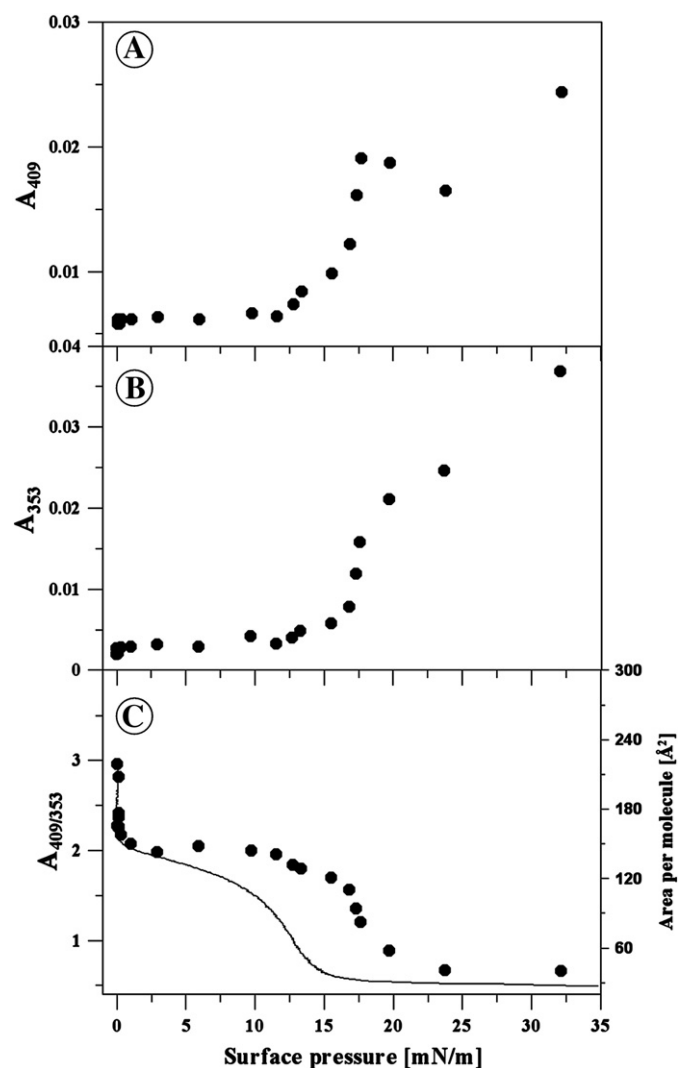 0.03
A
0.02
A409
0.01
0.04
B
0.03
A353
0.02
0.01
0
300
C
3
240
A409/353
180
2
Area per molecule [Å²]
120
1
60
0 5 10 15 20 25 30 35
Surface pressure [mN/m]